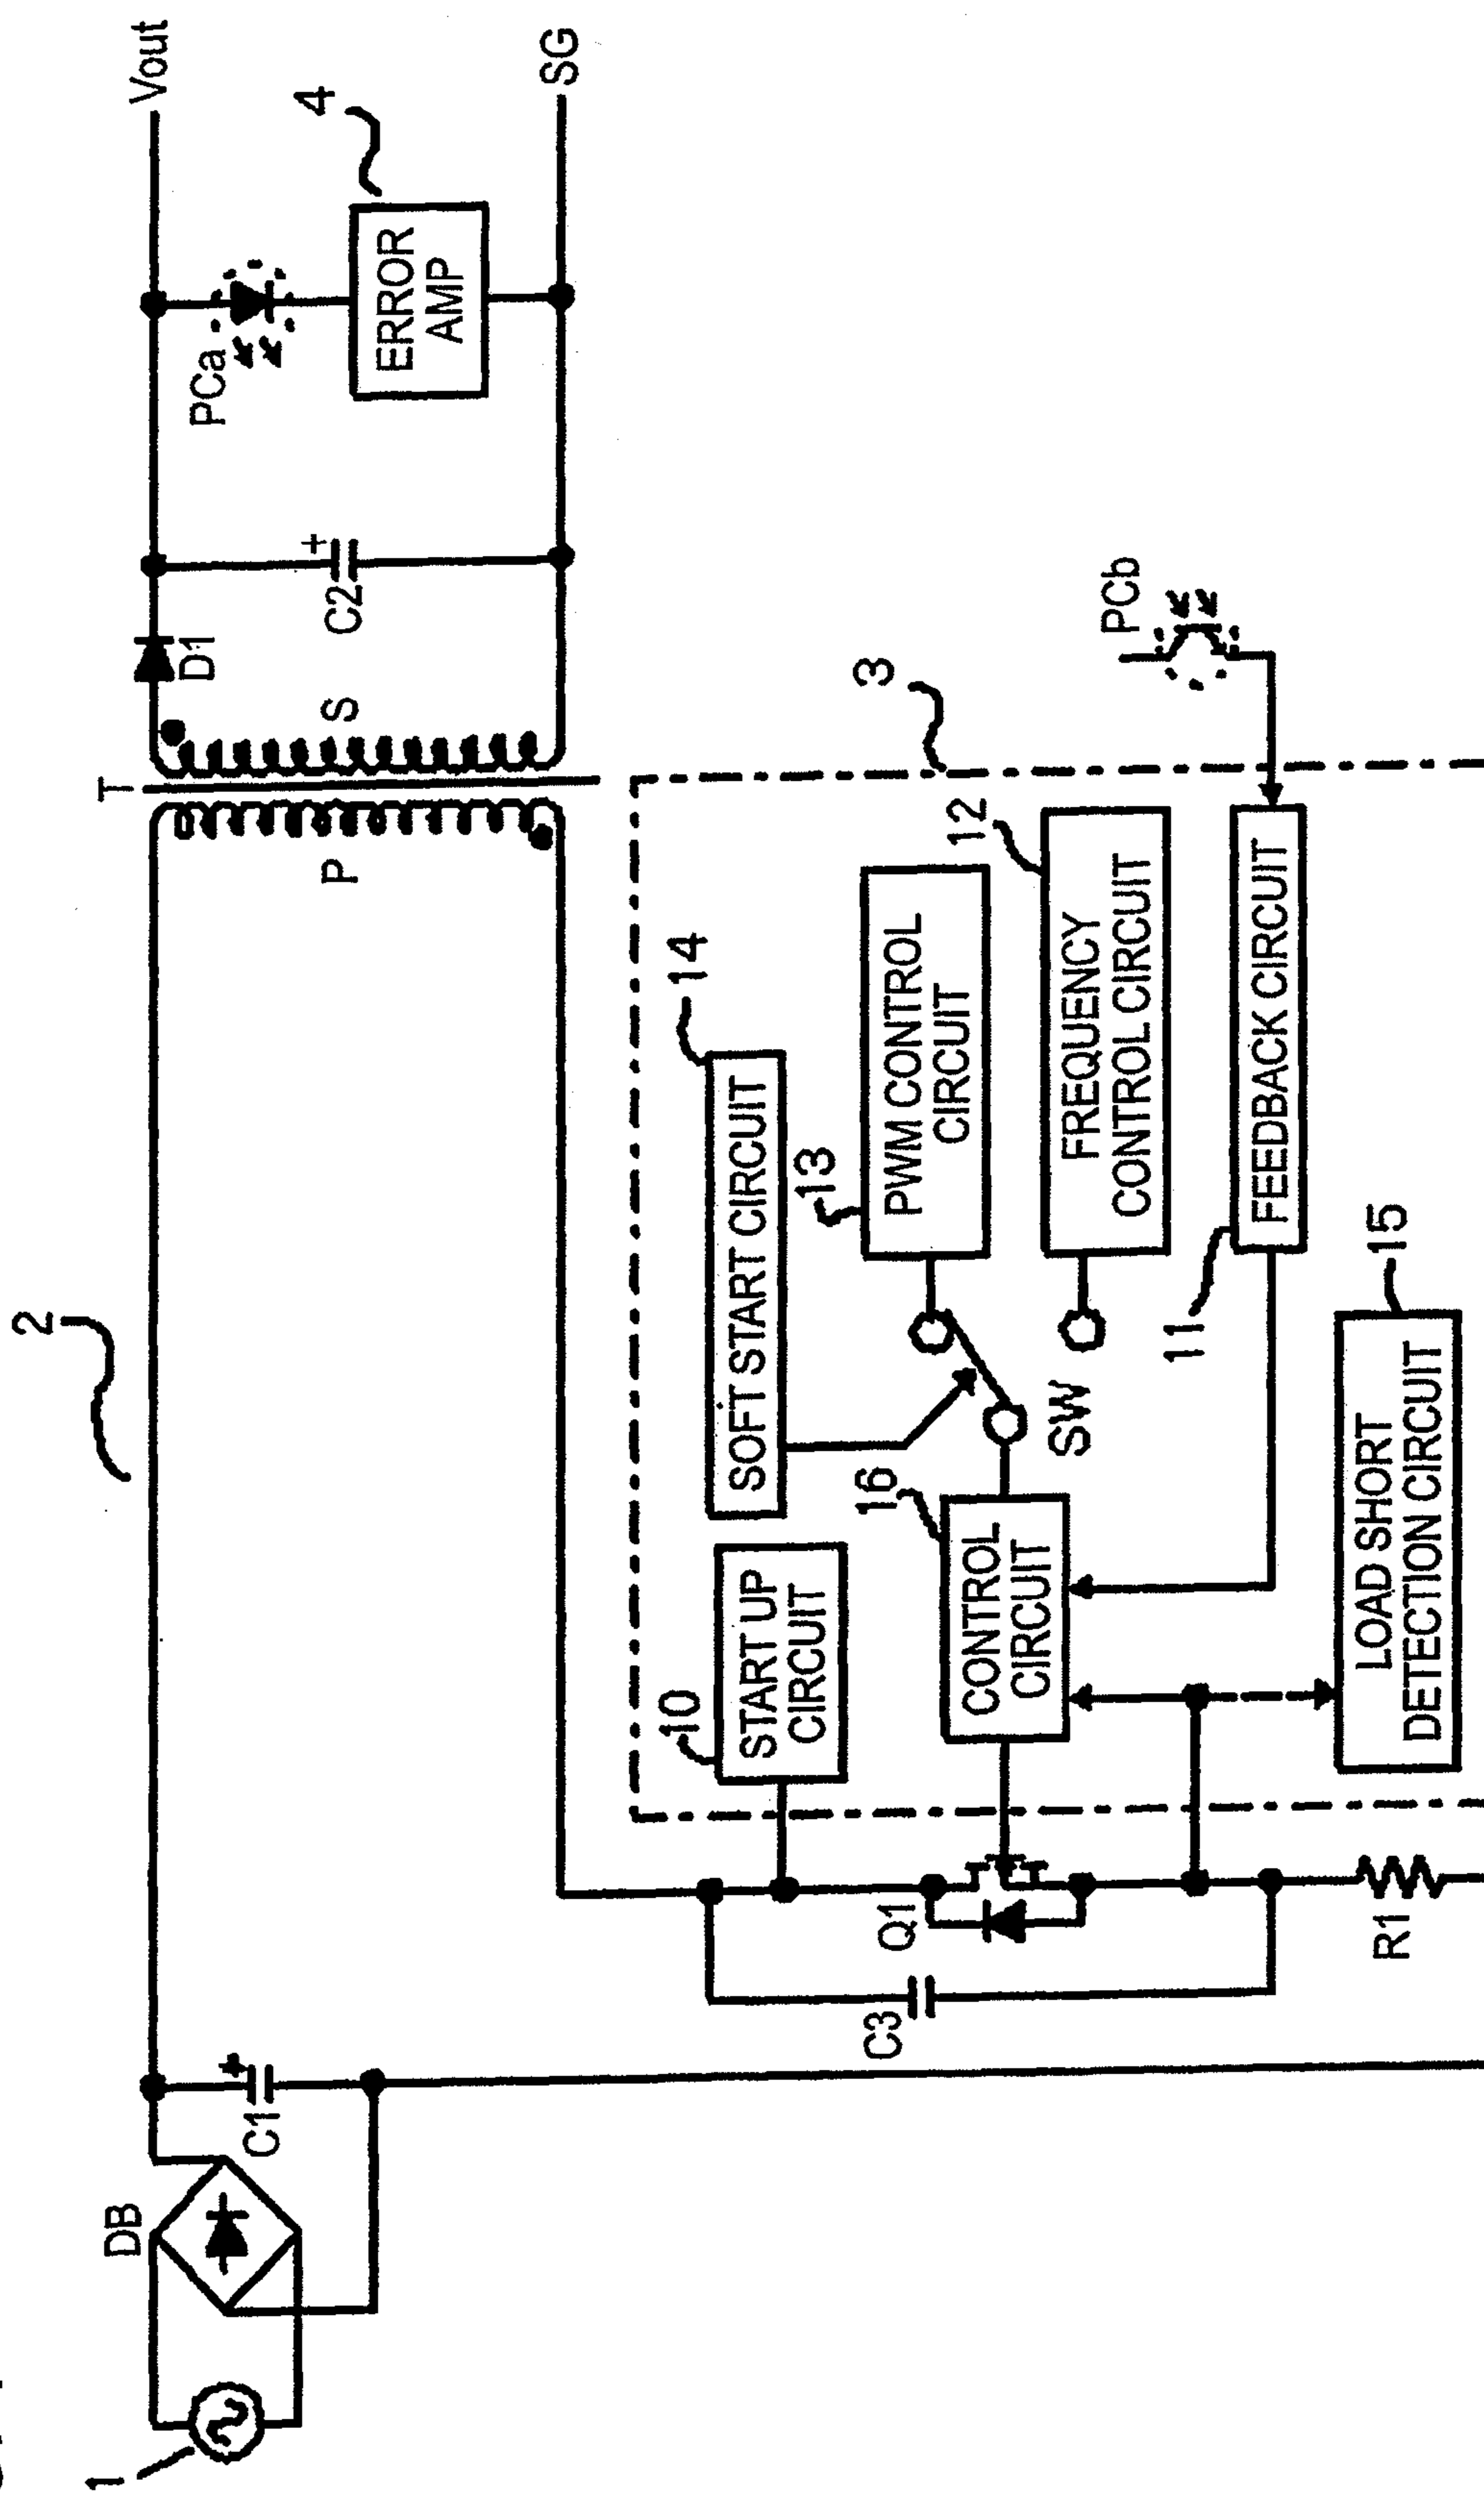 2
T
Vout
DB
D1
PCa
4
1
C1
P
S
C2
ERROR
AMP
SG
10
START UP
CIRCUIT
14
SOFT START CIRCUIT
3
13
PWM CONTROL
CIRCUIT
C3
Q1
16
CONTROL
CIRCUIT
SW
12
FREQUENCY
CONTROL CIRCUIT
PCb
11
FEEDBACK CIRCUIT
R1
LOAD SHORT
DETECTION CIRCUIT
15